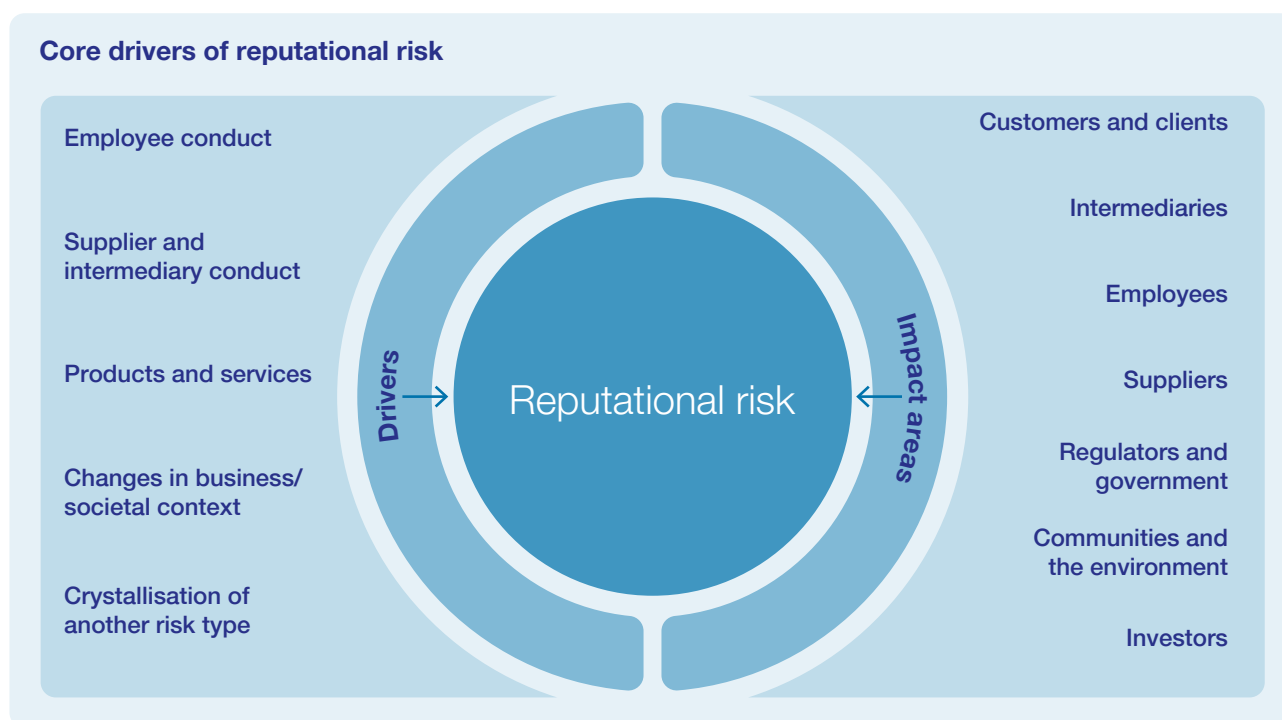 Core drivers of reputational risk
Employee conduct
Supplier and
intermediary conduct
Products and services
Changes in business/
societal context
Crystallisation of
another risk type
Drivers
Reputational risk
Impact areas
Customers and clients
Intermediaries
Employees
Suppliers
Regulators and
government
Communities and
the environment
Investors